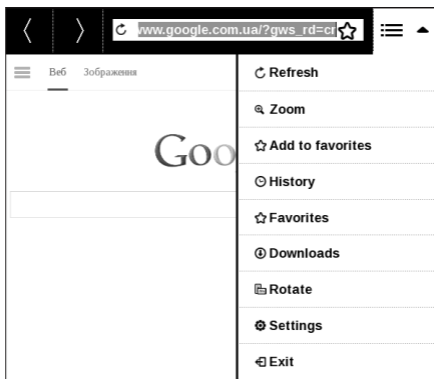 www.google.com.ua/?gws_rd=cr
Веб Зображення
Goo
Refresh
Zoom
Add to favorites
History
Favorites
Downloads
Rotate
Settings
Exit